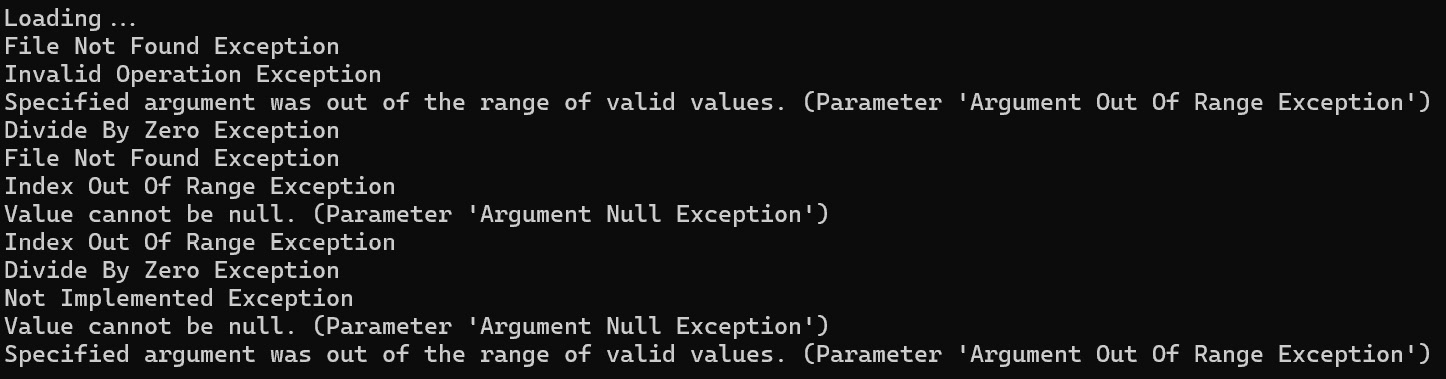 Loading...
File Not Found Exception
Invalid Operation Exception
Specified argument was out of the range of valid values. (Parameter 'Argument Out Of Range Exception')
Divide By Zero Exception
File Not Found Exception
Index Out Of Range Exception
Value cannot be null. (Parameter 'Argument Null Exception')
Index Out Of Range Exception
Divide By Zero Exception
Not Implemented Exception
Value cannot be null. (Parameter 'Argument Null Exception')
Specified argument was out of the range of valid values. (Parameter 'Argument Out Of Range Exception')